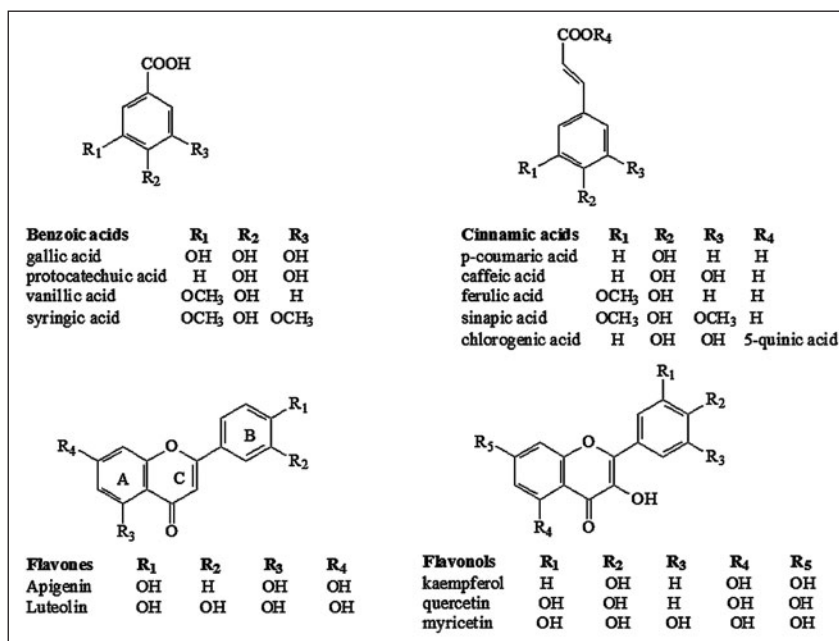 COOH
R1
R3
R2
Benzoic acids R1 R2 R3
gallic acid OH OH OH
protocatechuic acid H OH OH
vanillic acid OCH3 OH H
syringic acid OCH3 OH OCH3
COOR4
R1
R3
R2
Cinnamic acids R1 R2 R3 R4
p-coumaric acid H OH H H
caffeic acid H OH OH H
ferulic acid OCH3 OH H H
sinapic acid OCH3 OH OCH3 H
chlorogenic acid H OH OH 5-quinic acid
R1
B
R4
O
R2
A
C
R3
O
Flavones R1 R2 R3 R4
Apigenin OH H OH OH
Luteolin OH OH OH OH
R1
R2
R5
O
R3
OH
R4
O
Flavonols R1 R2 R3 R4 R5
kaempferol H OH H OH OH
quercetin OH OH H OH OH
myricetin OH OH OH OH OH